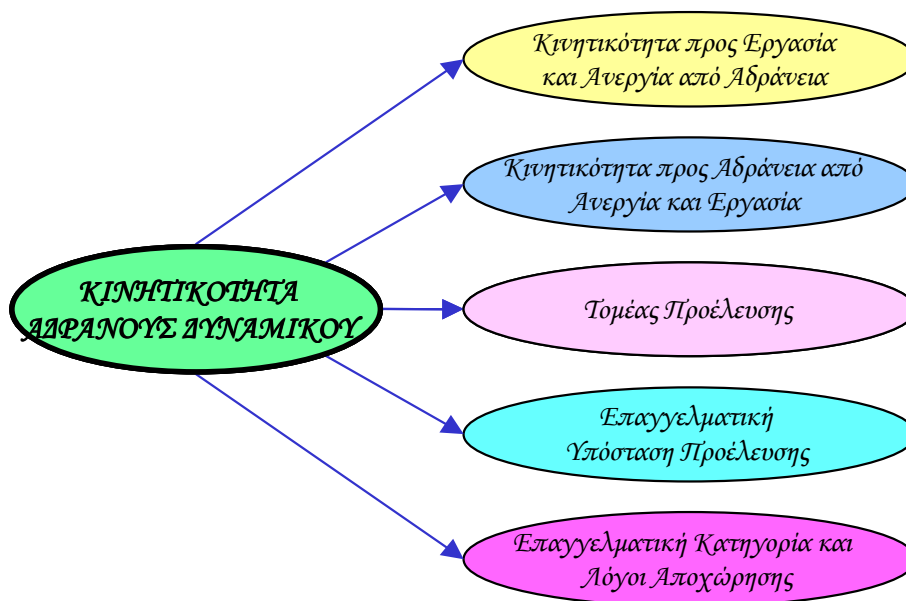 Κινητικότητα προς Εργασία
και Ανεργία από Αδράνεια
Κινητικότητα προς Αδράνεια από
Ανεργία και Εργασία
ΚΙΝΗΤΙΚΟΤΗΤΑ
ΑΔΡΑΝΟΥΣ ΔΥΝΑΜΙΚΟΥ
Τομέας Προέλευσης
Επαγγελματική
Υπόσταση Προέλευσης
Επαγγελματική Κατηγορία και
Λόγοι Αποχώρησης